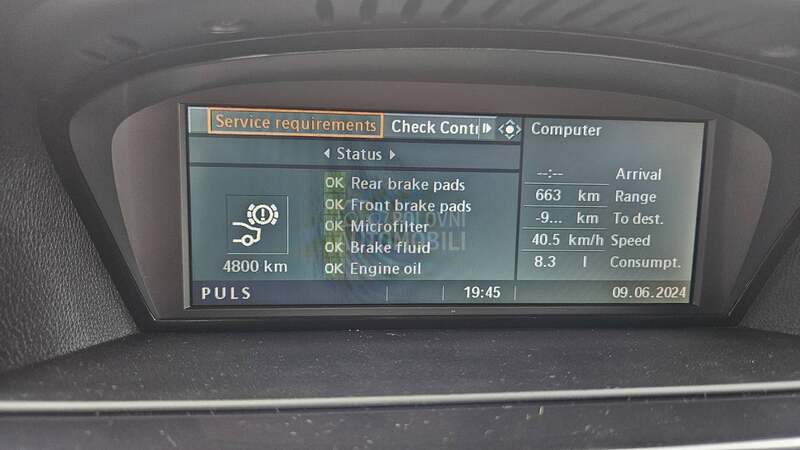 Service requirements Check Contr
Status
OK Rear brake pads
OK Front brake pads
OK Microfilter
OK Brake fluid
OK Engine oil
4800 km
Computer
--:-- Arrival
663 km Range
-9... km To dest.
40.5 km/h Speed
8.3 l Consumpt.
PULS 19:45 09.06.2024
POLOVNI
AUTOMOBILI